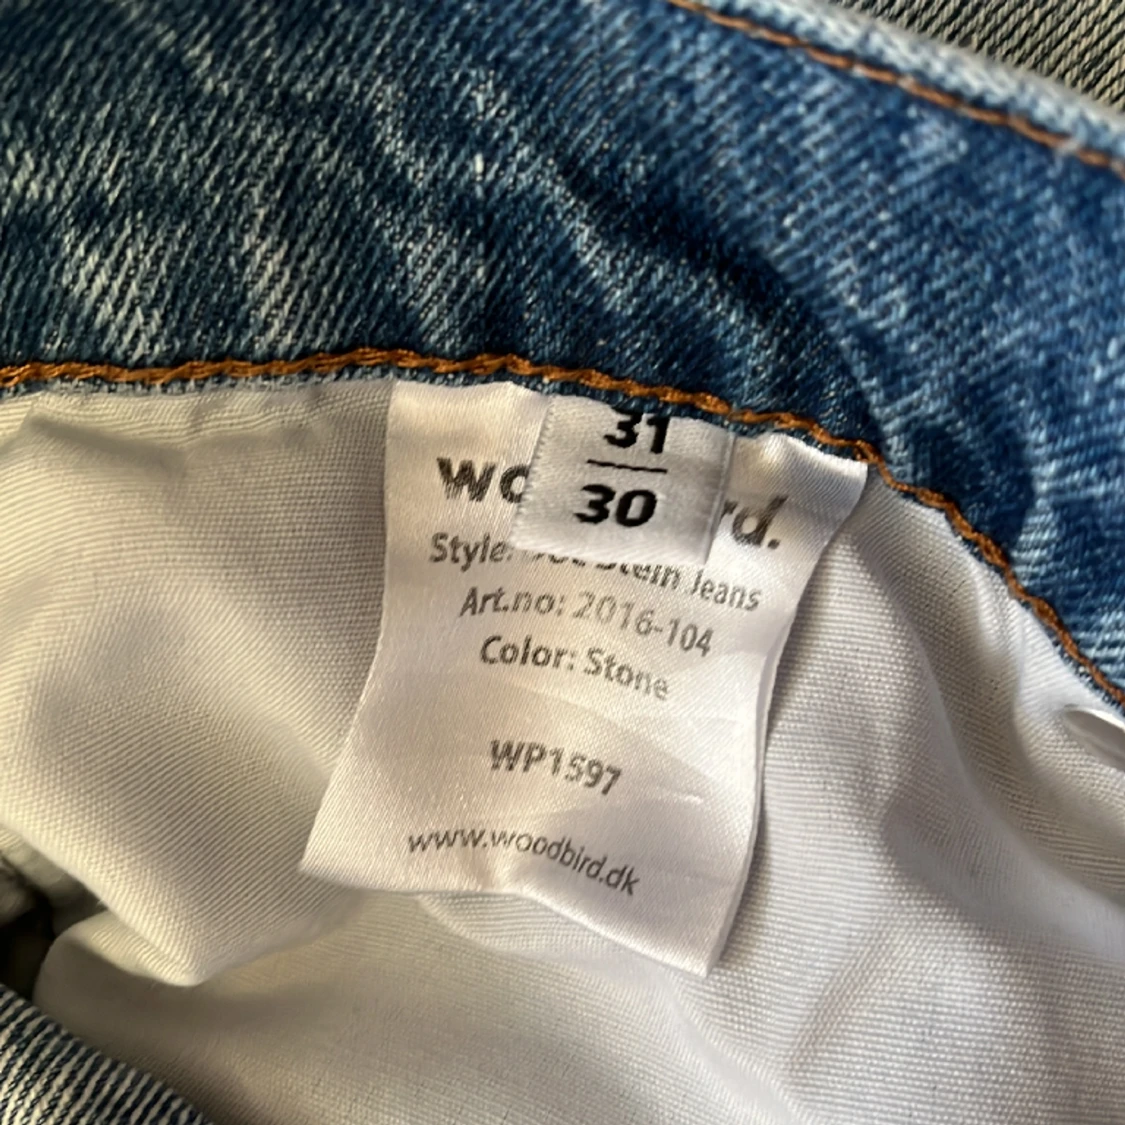 31
30
Style: Stein Jeans
Art.no: 2016-104
Color: Stone
WP1597
www.woodbird.dk